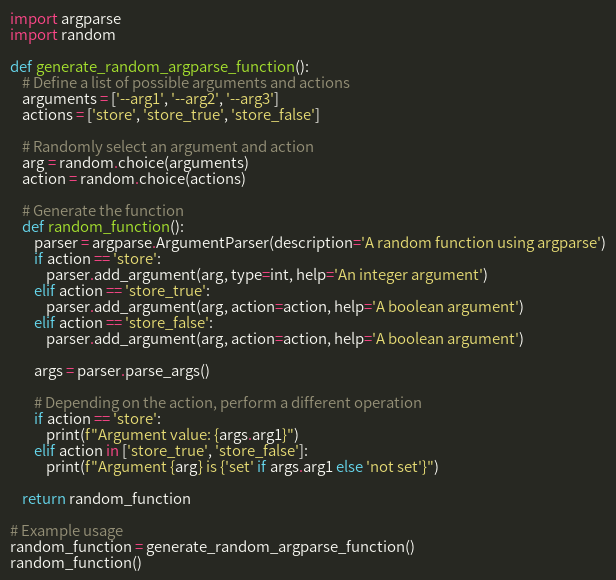 import argparse
import random

def generate_random_argparse_function():
    # Define a list of possible arguments and actions
    arguments = ['--arg1', '--arg2', '--arg3']
    actions = ['store', 'store_true', 'store_false']

    # Randomly select an argument and action
    arg = random.choice(arguments)
    action = random.choice(actions)

    # Generate the function
    def random_function():
        parser = argparse.ArgumentParser(description='A random function using argparse')
        if action == 'store':
            parser.add_argument(arg, type=int, help='An integer argument')
        elif action == 'store_true':
            parser.add_argument(arg, action=action, help='A boolean argument')
        elif action == 'store_false':
            parser.add_argument(arg, action=action, help='A boolean argument')

        args = parser.parse_args()

        # Depending on the action, perform a different operation
        if action == 'store':
            print(f"Argument value: {args.arg1}")
        elif action in ['store_true', 'store_false']:
            print(f"Argument {arg} is {'set' if args.arg1 else 'not set'}")

    return random_function

# Example usage
random_function = generate_random_argparse_function()
random_function()